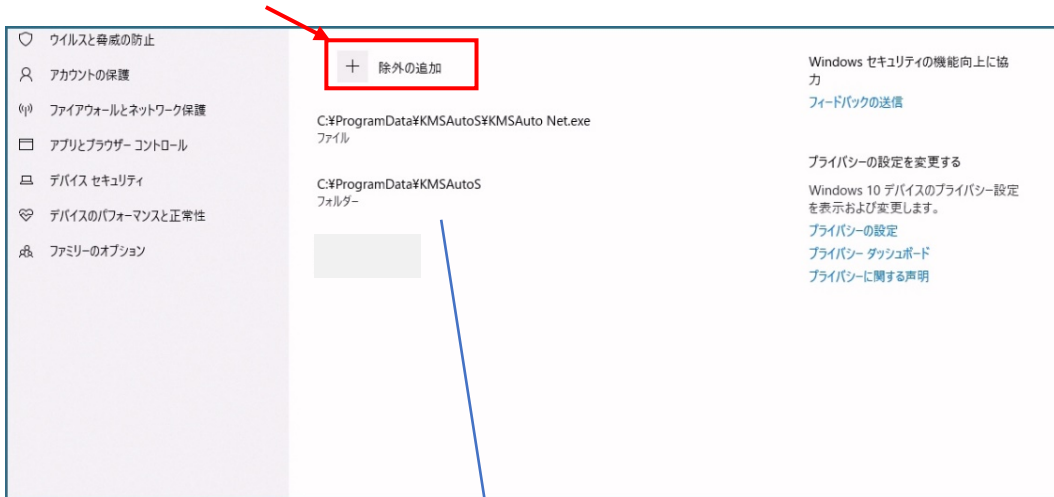 ウイルスと脅威の防止
アカウントの保護
ファイアウォールとネットワーク保護
アプリとブラウザー コントロール
デバイス セキュリティ
デバイスのパフォーマンスと正常性
ファミリーのオプション
＋ 除外の追加
C:¥ProgramData¥KMSAutoS¥KMSAuto Net.exe
ファイル
C:¥ProgramData¥KMSAutoS
フォルダー
Windows セキュリティの機能向上に協
力
フィードバックの送信
プライバシーの設定を変更する
Windows 10 デバイスのプライバシー設定
を表示および変更します。
プライバシーの設定
プライバシー ダッシュボード
プライバシーに関する声明